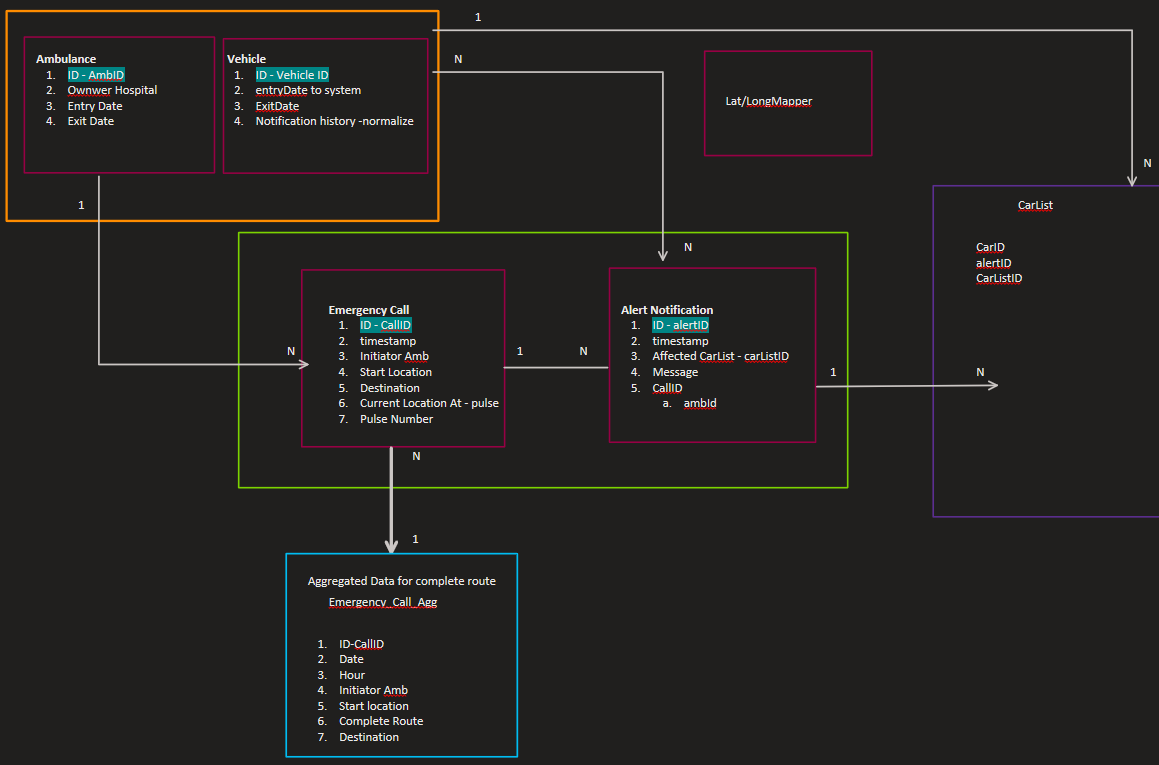 1
Ambulance
1. ID - AmbID
2. Ownwer Hospital
3. Entry Date
4. Exit Date
Vehicle
1. ID - Vehicle ID
2. entryDate to system
3. ExitDate
4. Notification history -normalize
N
Lat/LongMapper
N
1
CarList
CarID
alertID
CarListID
N
Emergency Call
1. ID - CallID
2. timestamp
3. Initiator Amb
4. Start Location
5. Destination
6. Current Location At - pulse
7. Pulse Number
N
1
N
Alert Notification
1. ID - alertID
2. timestamp
3. Affected CarList - carListID
4. Message
5. CallID
a. ambId
1
N
N
1
Aggregated Data for complete route
Emergency_Call_Agg
1. ID-CallID
2. Date
3. Hour
4. Initiator Amb
5. Start location
6. Complete Route
7. Destination